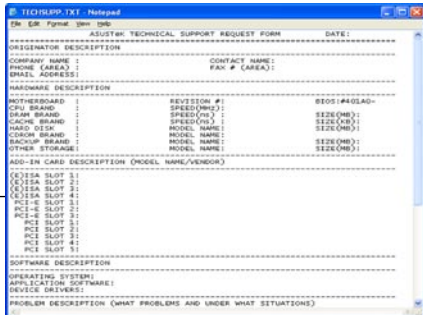 TECHSUPP.TXT - Notepad
File Edit Format View Help
ASUSTeK TECHNICAL SUPPORT REQUEST FORM DATE:
ORIGINATOR DESCRIPTION
COMPANY NAME : CONTACT NAME:
PHONE (AREA) : FAX # (AREA):
EMAIL ADDRESS:
HARDWARE DESCRIPTION
MOTHERBOARD : REVISION #: BIOS:#401A0-
CPU BRAND : SPEED(MHz):
DRAM BRAND : SPEED(ns) : SIZE(MB):
CACHE BRAND : SPEED(ns) : SIZE(KB):
HARD DISK : MODEL NAME: SIZE(MB):
CDROM BRAND : MODEL NAME:
BACKUP BRAND : MODEL NAME: SIZE(MB):
OTHER STORAGE: MODEL NAME: SIZE(MB):
ADD-IN CARD DESCRIPTION (MODEL NAME/VENDOR)
(E)ISA SLOT 1:
(E)ISA SLOT 2:
(E)ISA SLOT 3:
(E)ISA SLOT 4:
PCI-E SLOT 1:
PCI-E SLOT 2:
PCI-E SLOT 3:
PCI SLOT 1:
PCI SLOT 2:
PCI SLOT 3:
PCI SLOT 4:
PCI SLOT 5:
SOFTWARE DESCRIPTION
OPERATING SYSTEM:
APPLICATION SOFTWARE:
DEVICE DRIVERS:
PROBLEM DESCRIPTION (WHAT PROBLEMS AND UNDER WHAT SITUATIONS)